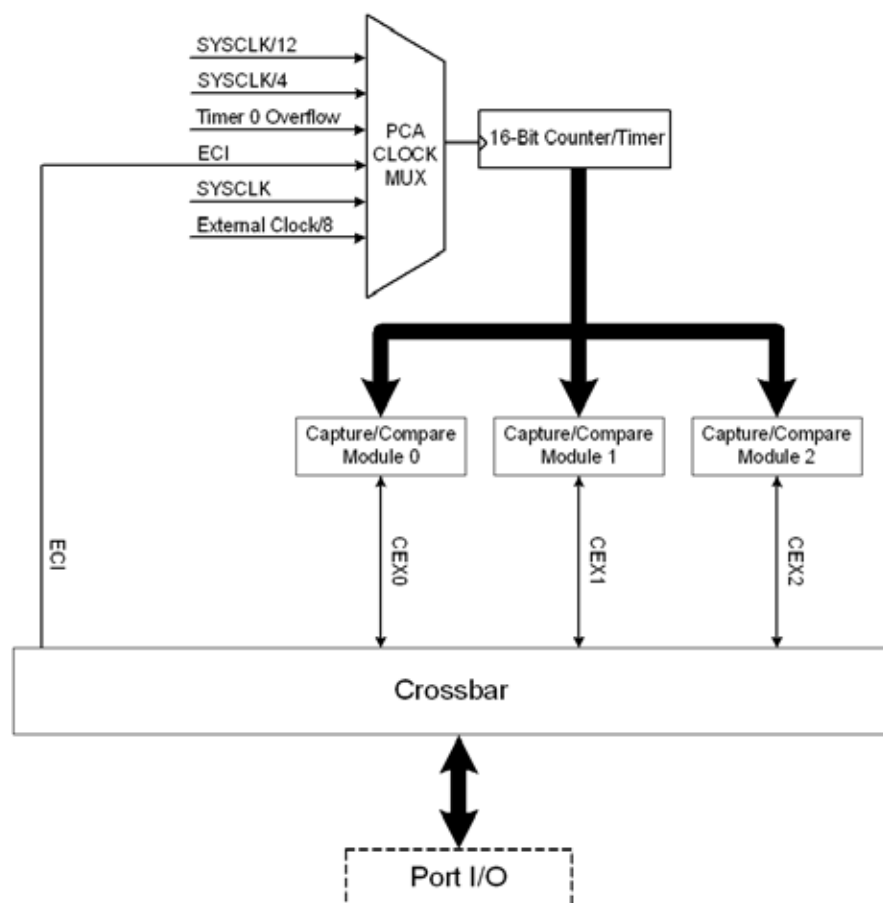 SYSCLK/12
SYSCLK/4
Timer 0 Overflow
ECI
SYSCLK
External Clock/8
PCA
CLOCK
MUX
16-Bit Counter/Timer
Capture/Compare
Module 0
Capture/Compare
Module 1
Capture/Compare
Module 2
ECI
CEX0
CEX1
CEX2
Crossbar
Port I/O